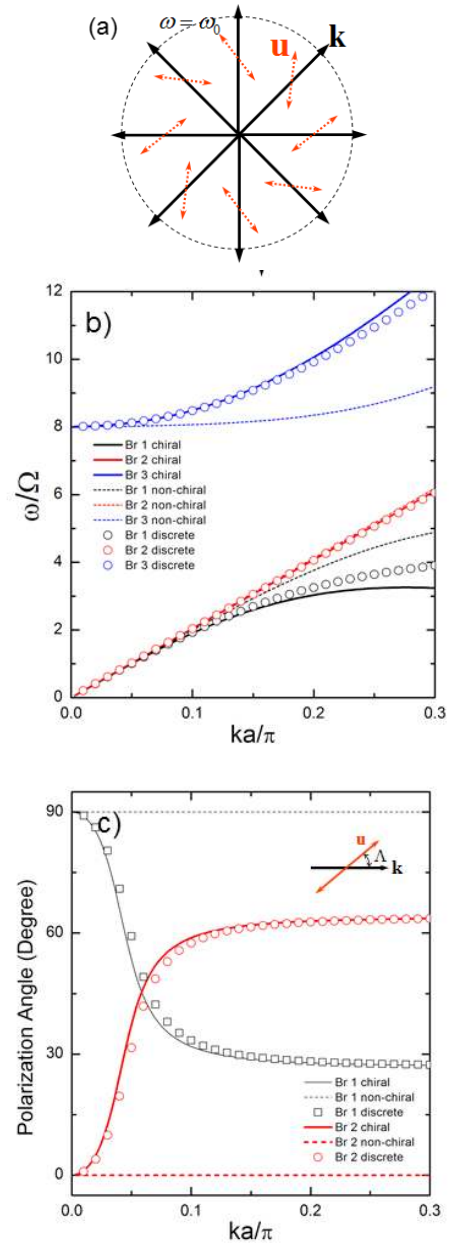 (a)
ω = ω₀
u
k
b)
12
10
8
6
4
2
0
ω/Ω
Br 1 chiral
Br 2 chiral
Br 3 chiral
Br 1 non-chiral
Br 2 non-chiral
Br 3 non-chiral
Br 1 discrete
Br 2 discrete
Br 3 discrete
0.0 0.1 0.2 0.3
ka/π
c)
90
60
30
0
Polarization Angle (Degree)
u
Λ
k
Br 1 chiral
Br 1 non-chiral
Br 1 discrete
Br 2 chiral
Br 2 non-chiral
Br 2 discrete
0.0 0.1 0.2 0.3
ka/π